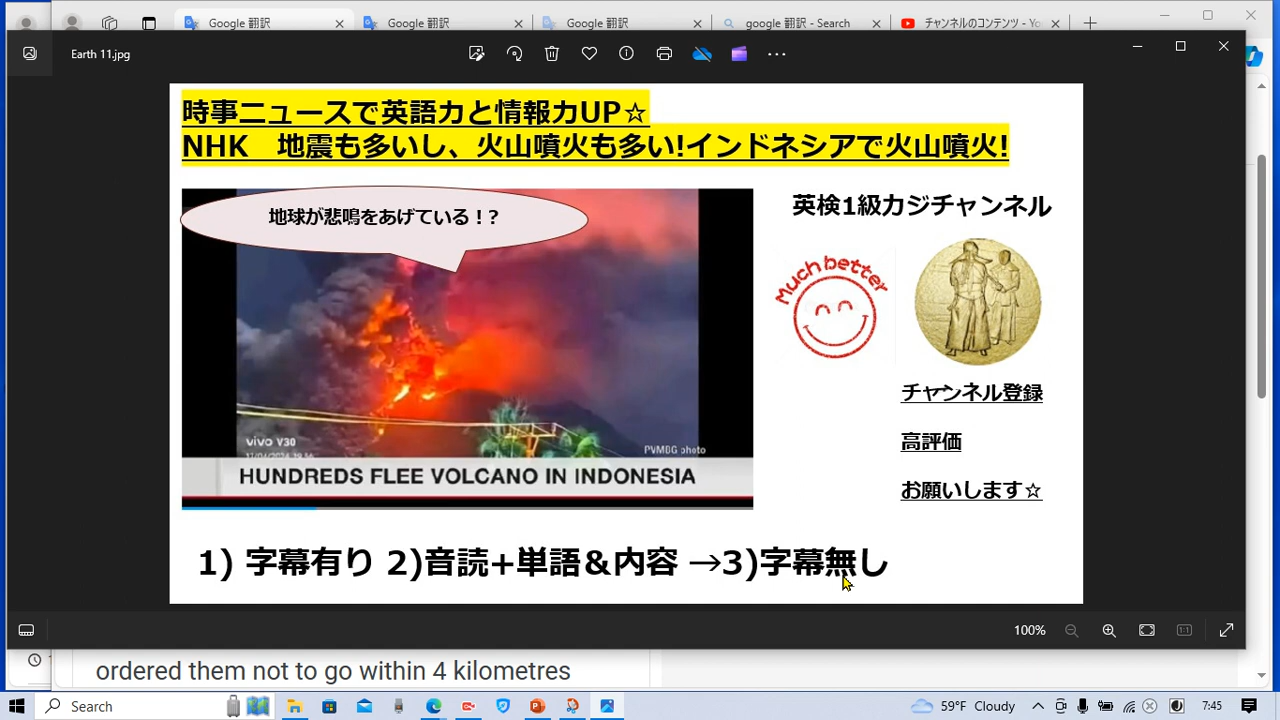 Google 翻訳
Google 翻訳
Google 翻訳
google 翻訳 - Search
チャンネルのコンテンツ - Yo
Earth 11.jpg
時事ニュースで英語力と情報力UP☆
NHK 地震も多いし、火山噴火も多い!インドネシアで火山噴火!
地球が悲鳴をあげている！?
英検1級カジチャンネル
Much better
チャンネル登録
高評価
お願いします☆
vivo V30
17/04/2024 19:56
PVMBG photo
HUNDREDS FLEE VOLCANO IN INDONESIA
1) 字幕有り 2)音読+単語＆内容 →3)字幕無し
100%
1:1
ordered them not to go within 4 kilometres
Search
59°F Cloudy
7:45